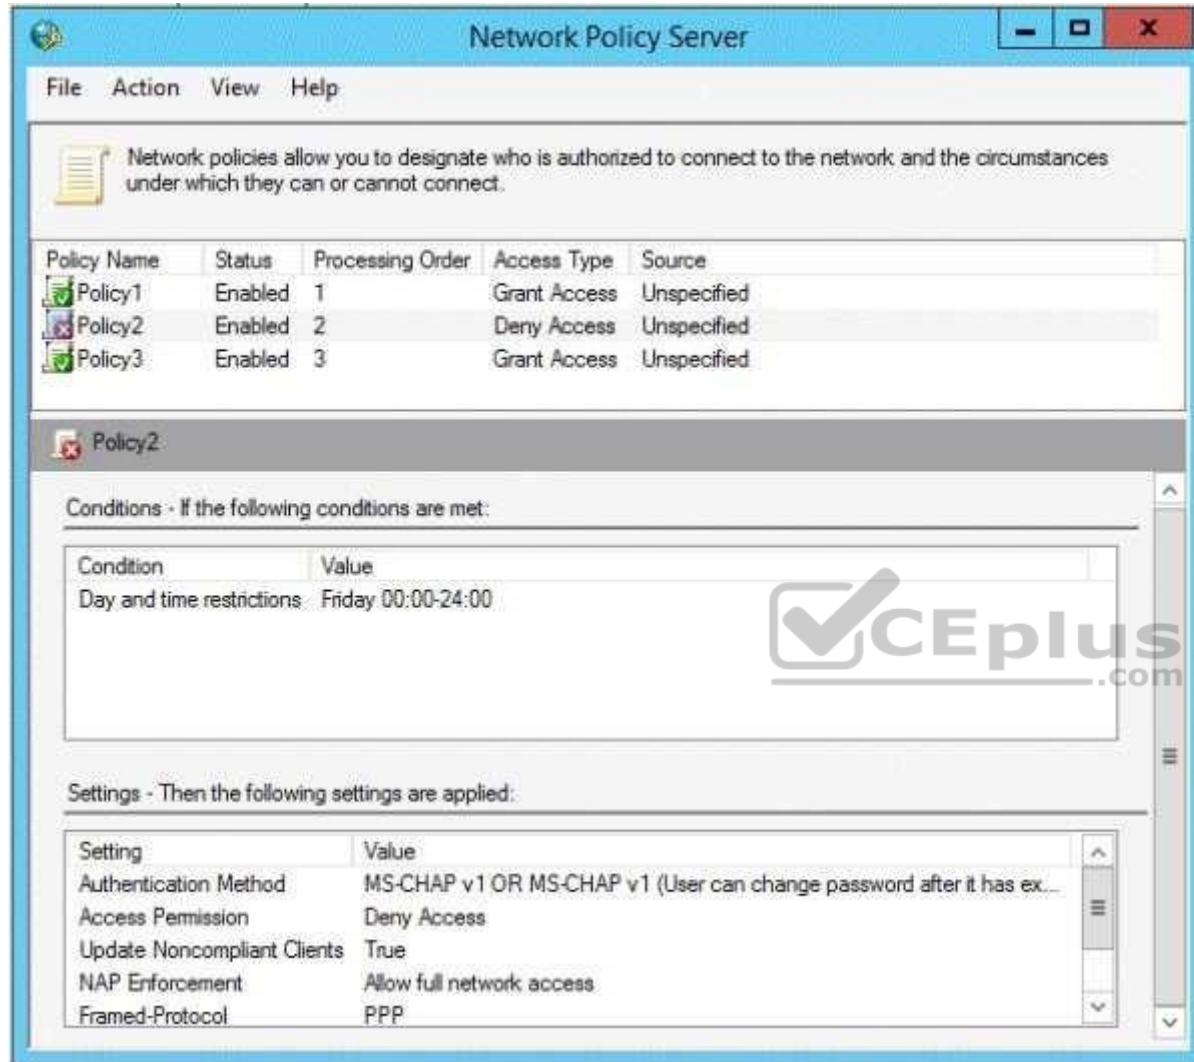 Network Policy Server
File Action View Help
Network policies allow you to designate who is authorized to connect to the network and the circumstances
under which they can or cannot connect.
Policy Name Status Processing Order Access Type Source
Policy1 Enabled 1 Grant Access Unspecified
Policy2 Enabled 2 Deny Access Unspecified
Policy3 Enabled 3 Grant Access Unspecified
Policy2
Conditions - If the following conditions are met:
Condition Value
Day and time restrictions Friday 00:00-24:00
CEplus
.com
Settings - Then the following settings are applied:
Setting Value
Authentication Method MS-CHAP v1 OR MS-CHAP v1 (User can change password after it has ex....
Access Permission Deny Access
Update Noncompliant Clients True
NAP Enforcement Allow full network access
Framed-Protocol PPP